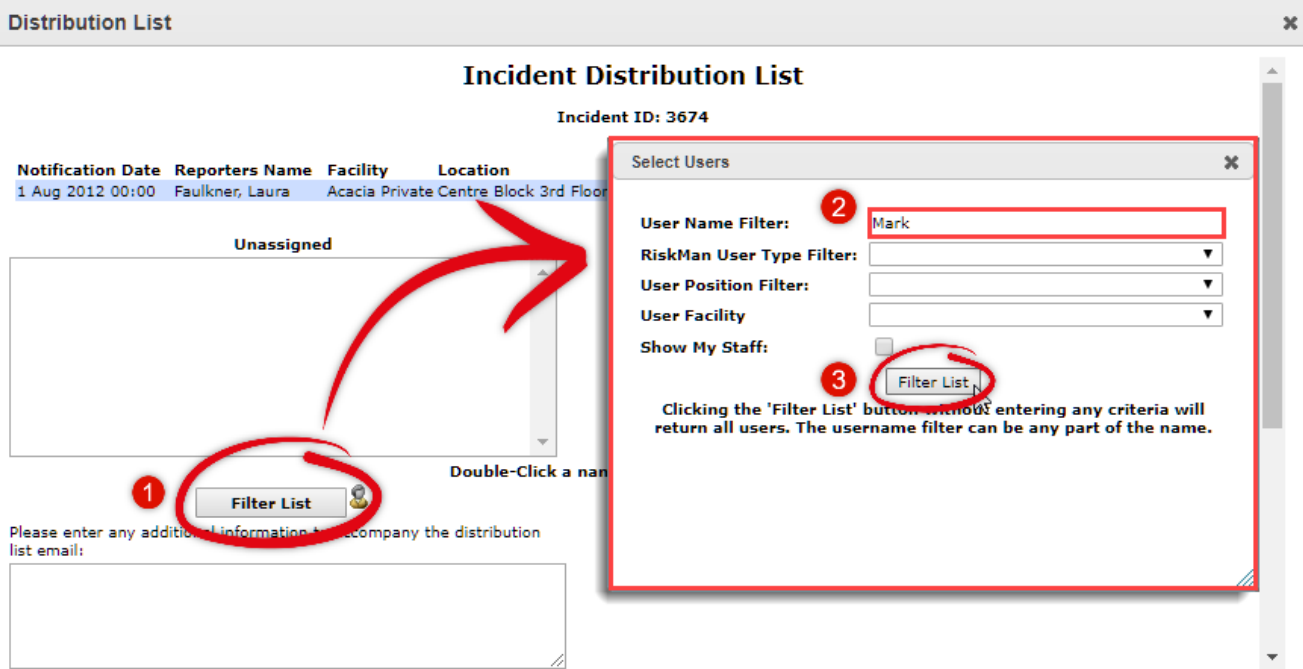 Distribution List
Incident Distribution List
Incident ID: 3674
Notification Date Reporters Name Facility Location
1 Aug 2012 00:00 Faulkner, Laura Acacia Private Centre Block 3rd Floor
Unassigned
1
Filter List
Double-Click a nam
Please enter any additional information to accompany the distribution
list email:
Select Users
2
User Name Filter: Mark
RiskMan User Type Filter:
User Position Filter:
User Facility
Show My Staff:
3
Filter List
Clicking the 'Filter List' button without entering any criteria will
return all users. The username filter can be any part of the name.